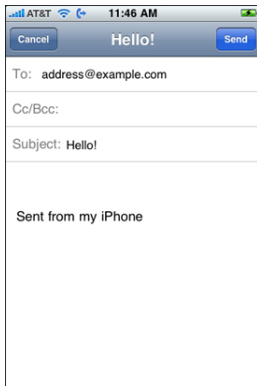 AT&T 11:46 AM
Cancel Hello! Send
To: address@example.com
Cc/Bcc:
Subject: Hello!
Sent from my iPhone